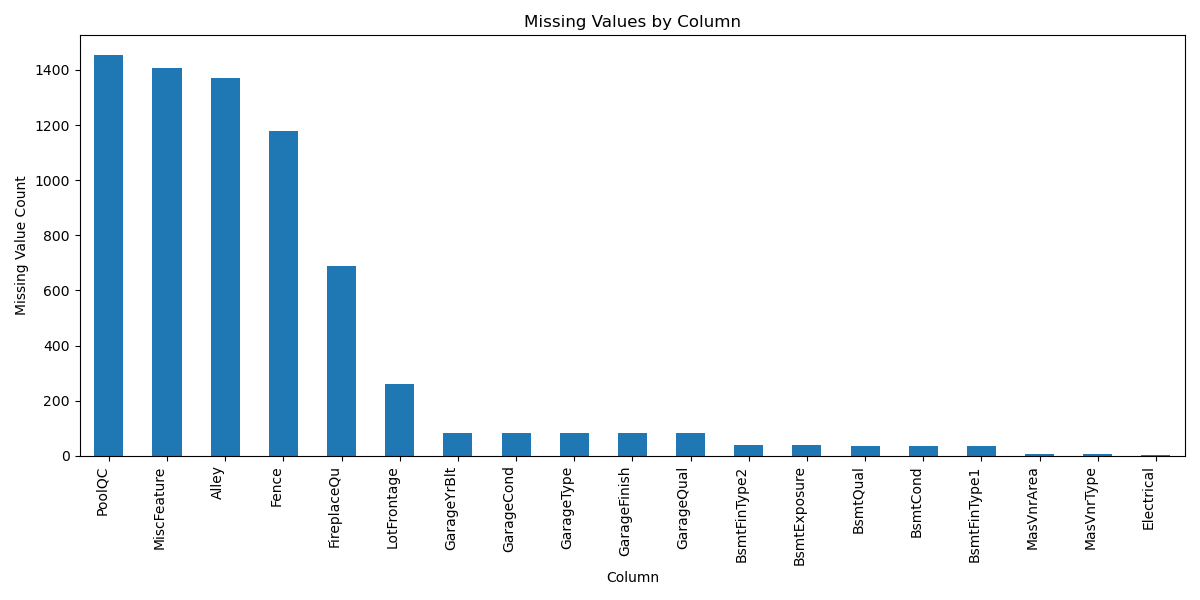 Missing Values by Column
Missing Value Count
1400
1200
1000
800
600
400
200
0
PoolQC
MiscFeature
Alley
Fence
FireplaceQu
LotFrontage
GarageYrBlt
GarageCond
GarageType
GarageFinish
GarageQual
BsmtFinType2
BsmtExposure
BsmtQual
BsmtCond
BsmtFinType1
MasVnrArea
MasVnrType
Electrical
Column